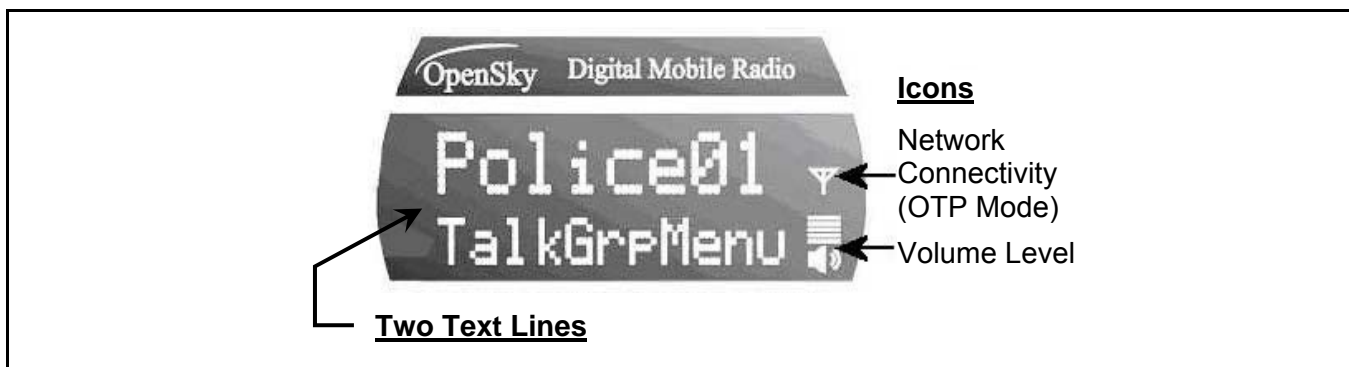 OpenSky Digital Mobile Radio
Police01
TalkGrpMenu
Icons
Network
Connectivity
(OTP Mode)
Volume Level
Two Text Lines